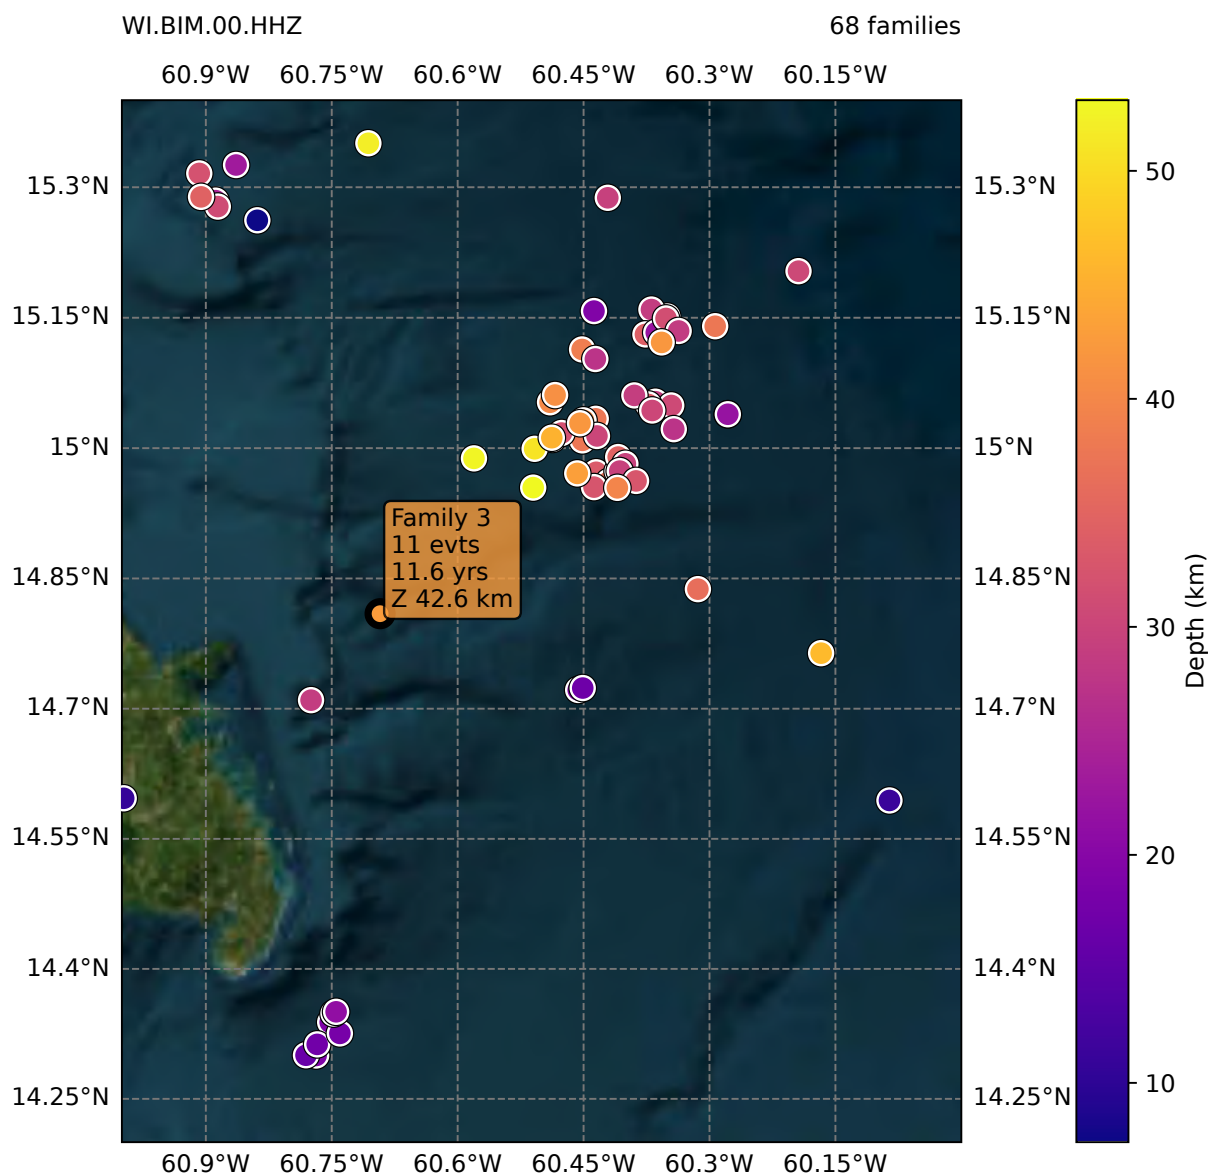 WI.BIM.00.HHZ 68 families
60.9°W 60.75°W 60.6°W 60.45°W 60.3°W 60.15°W
15.3°N 15.3°N
15.15°N 15.15°N
15°N 15°N
14.85°N 14.85°N
14.7°N 14.7°N
14.55°N 14.55°N
14.4°N 14.4°N
14.25°N 14.25°N
60.9°W 60.75°W 60.6°W 60.45°W 60.3°W 60.15°W
Family 3
11 evts
11.6 yrs
Z 42.6 km
50
40
30
20
10
Depth (km)